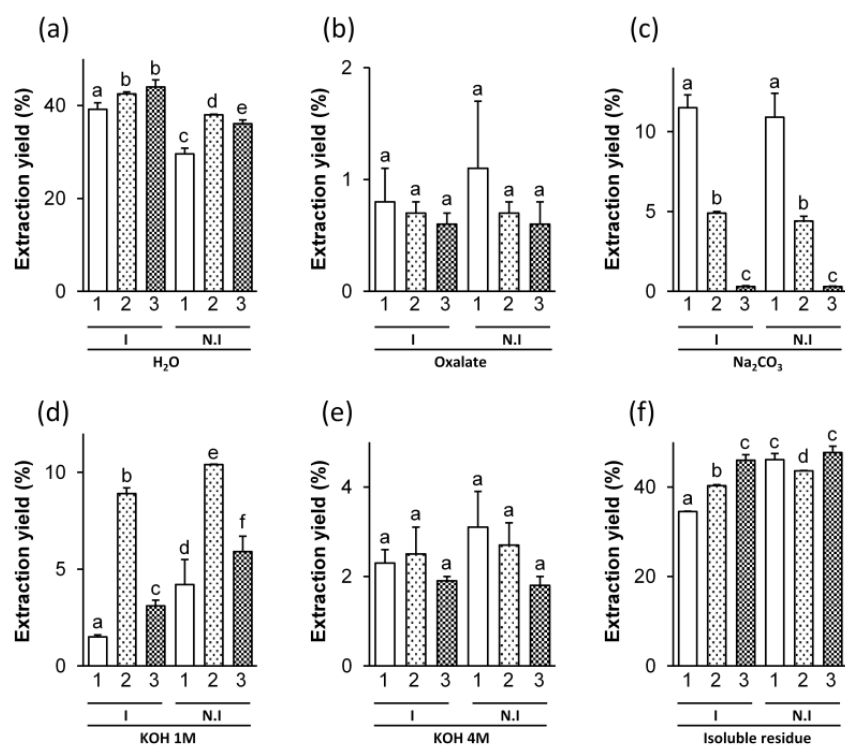 (a)
Extraction yield (%)
40
20
0
a b b c d e
1 2 3 1 2 3
I N.I
H₂O
(b)
Extraction yield (%)
2
1
0
a a a a a a
1 2 3 1 2 3
I N.I
Oxalate
(c)
Extraction yield (%)
10
5
0
a b c a b c
1 2 3 1 2 3
I N.I
Na₂CO₃
(d)
Extraction yield (%)
10
5
0
a b c d e f
1 2 3 1 2 3
I N.I
KOH 1M
(e)
Extraction yield (%)
4
2
0
a a a a a a
1 2 3 1 2 3
I N.I
KOH 4M
(f)
Extraction yield (%)
40
20
0
a b c c d c
1 2 3 1 2 3
I N.I
Isoluble residue